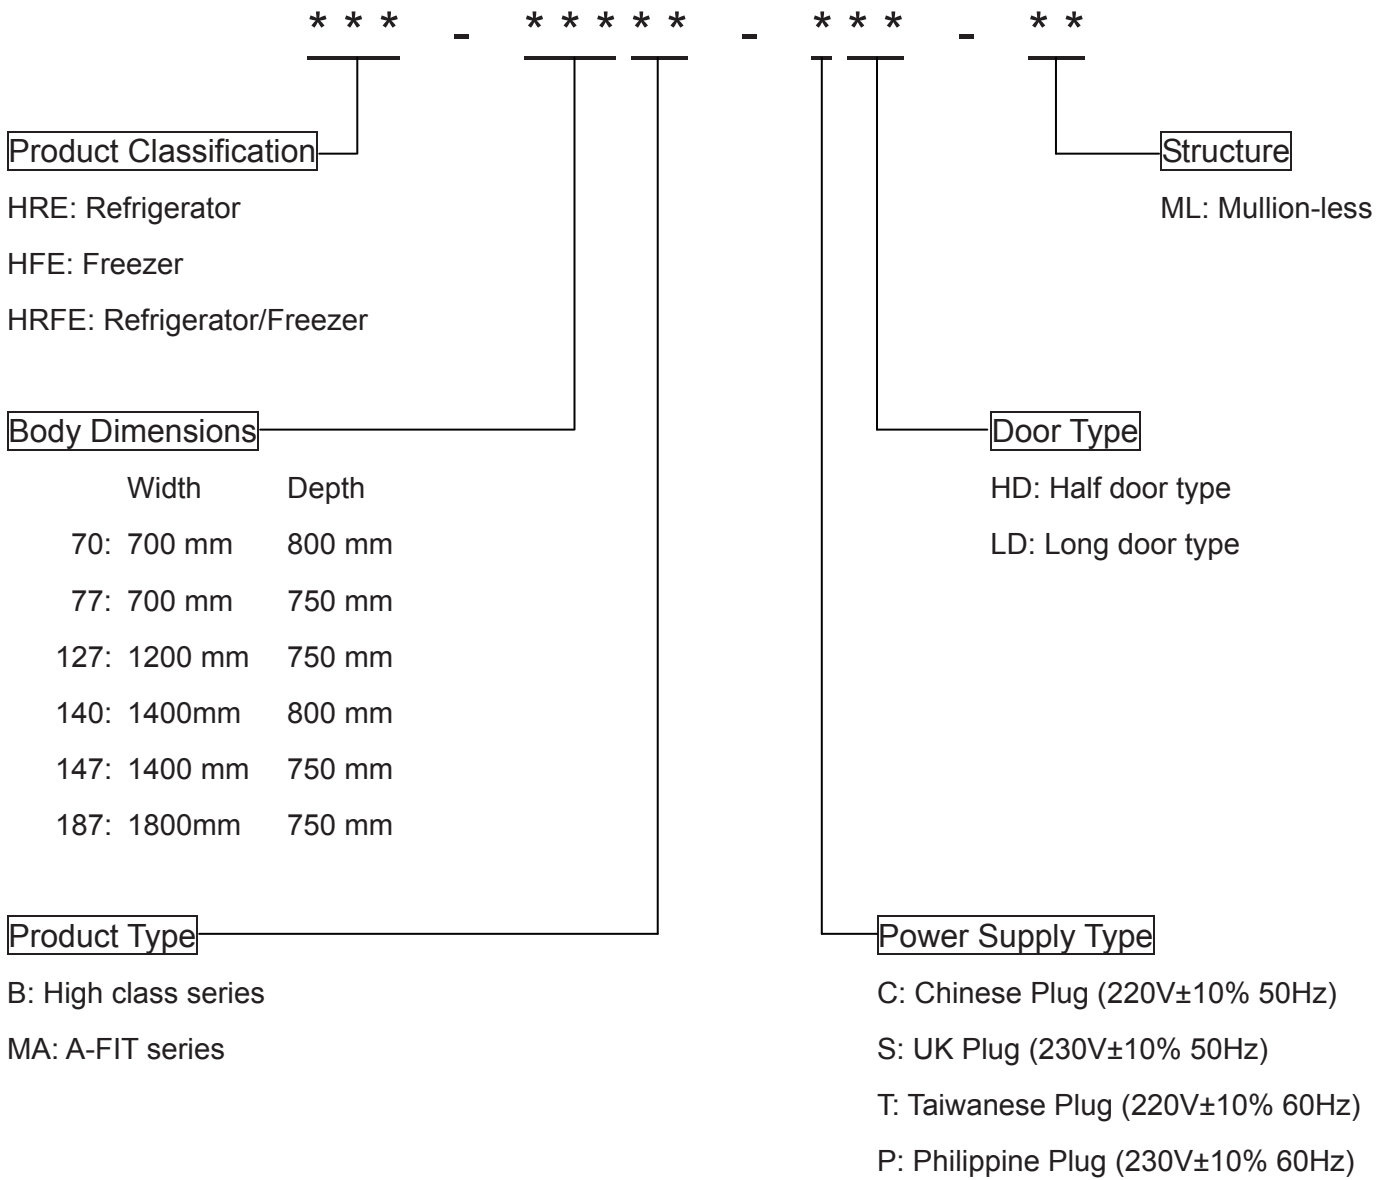 *** - ***** - *** - **
Product Classification
HRE: Refrigerator
HFE: Freezer
HRFE: Refrigerator/Freezer
Structure
ML: Mullion-less
Body Dimensions
Width Depth
70: 700 mm 800 mm
77: 700 mm 750 mm
127: 1200 mm 750 mm
140: 1400mm 800 mm
147: 1400 mm 750 mm
187: 1800mm 750 mm
Door Type
HD: Half door type
LD: Long door type
Product Type
B: High class series
MA: A-FIT series
Power Supply Type
C: Chinese Plug (220V±10% 50Hz)
S: UK Plug (230V±10% 50Hz)
T: Taiwanese Plug (220V±10% 60Hz)
P: Philippine Plug (230V±10% 60Hz)